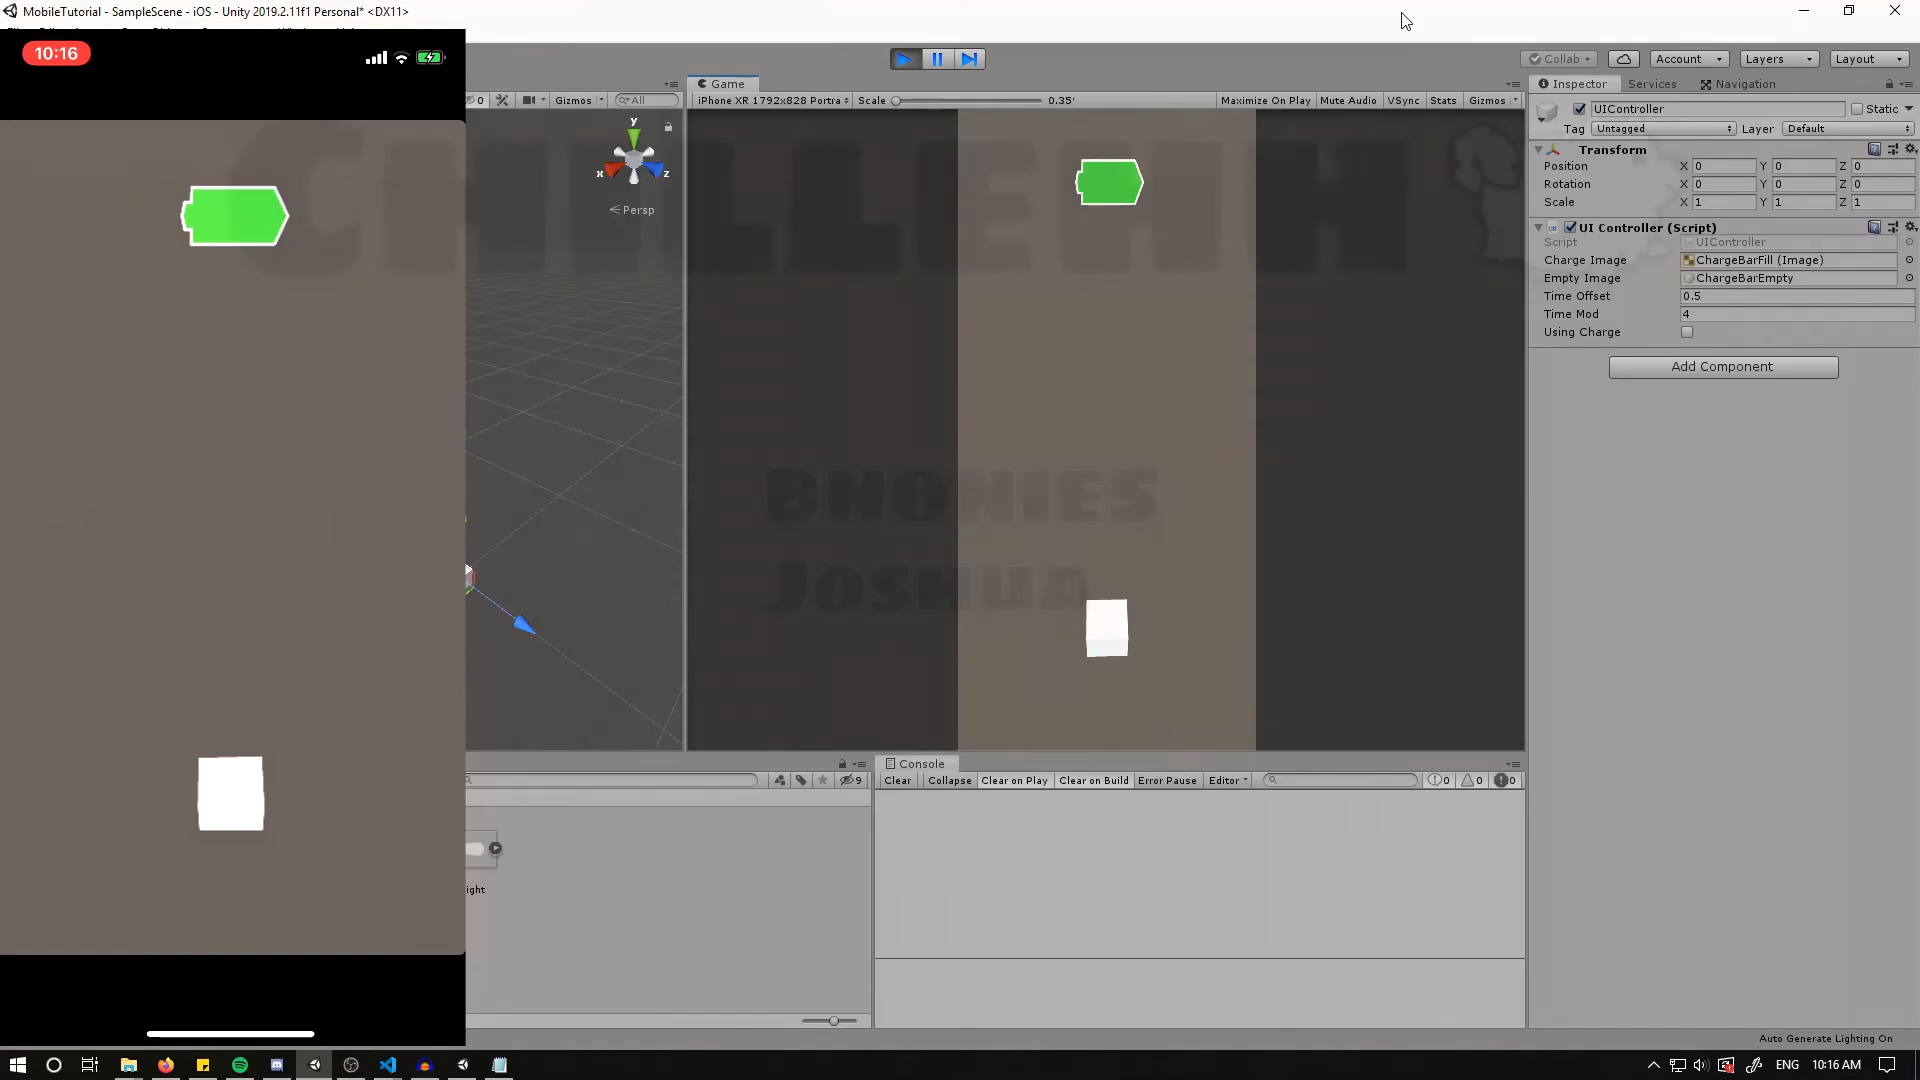 MobileTutorial - SampleScene - iOS - Unity 2019.2.11f1 Personal* <DX11>
10:16
Collab
Account
Layers
Layout
0
Gizmos
All
Game
iPhone XR 1792x828 Portra
Scale
0.35
Maximize On Play
Mute Audio
VSync
Stats
Gizmos
Inspector
Services
Navigation
UIController
Static
Tag
Untagged
Layer
Default
Transform
Position X 0 Y 0 Z 0
Rotation X 0 Y 0 Z 0
Scale X 1 Y 1 Z 1
UI Controller (Script)
Script
UIController
Charge Image
ChargeBarFill (Image)
Empty Image
ChargeBarEmpty
Time Offset
0.5
Time Mod
4
Using Charge
Add Component
y
x
z
Persp
BNONIES
JOSHUA
9
Console
Clear
Collapse
Clear on Play
Clear on Build
Error Pause
Editor
0
0
0
ight
Auto Generate Lighting On
ENG
10:16 AM